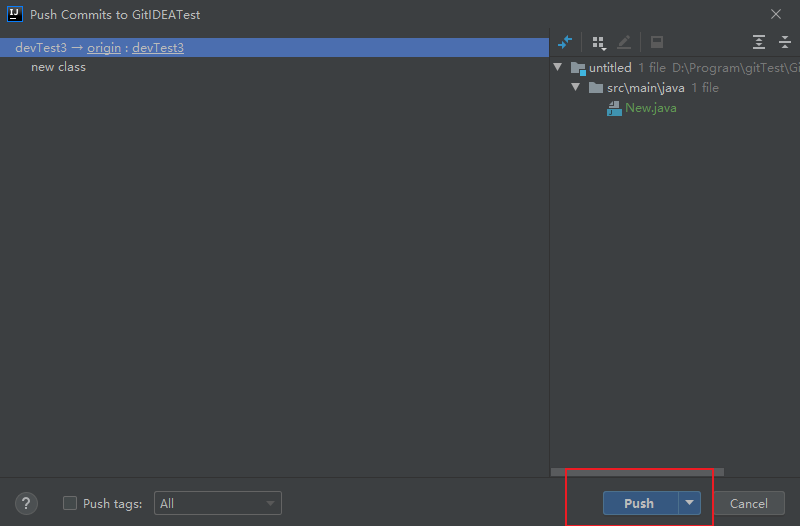 Push Commits to GitIDEATest
devTest3 → origin : devTest3
new class
untitled 1 file D:\Program\gitTest\Gi
src\main\java 1 file
New.java
? Push tags: All
Push Cancel